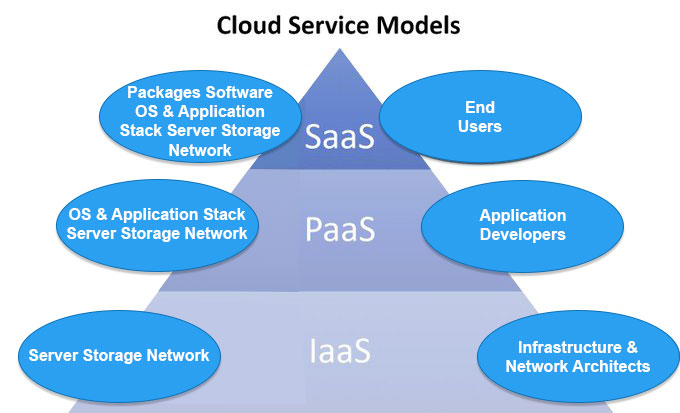 Cloud Service Models
Packages Software
OS & Application
Stack Server Storage
Network
SaaS
End
Users
OS & Application Stack
Server Storage Network
PaaS
Application
Developers
Server Storage Network
IaaS
Infrastructure &
Network Architects